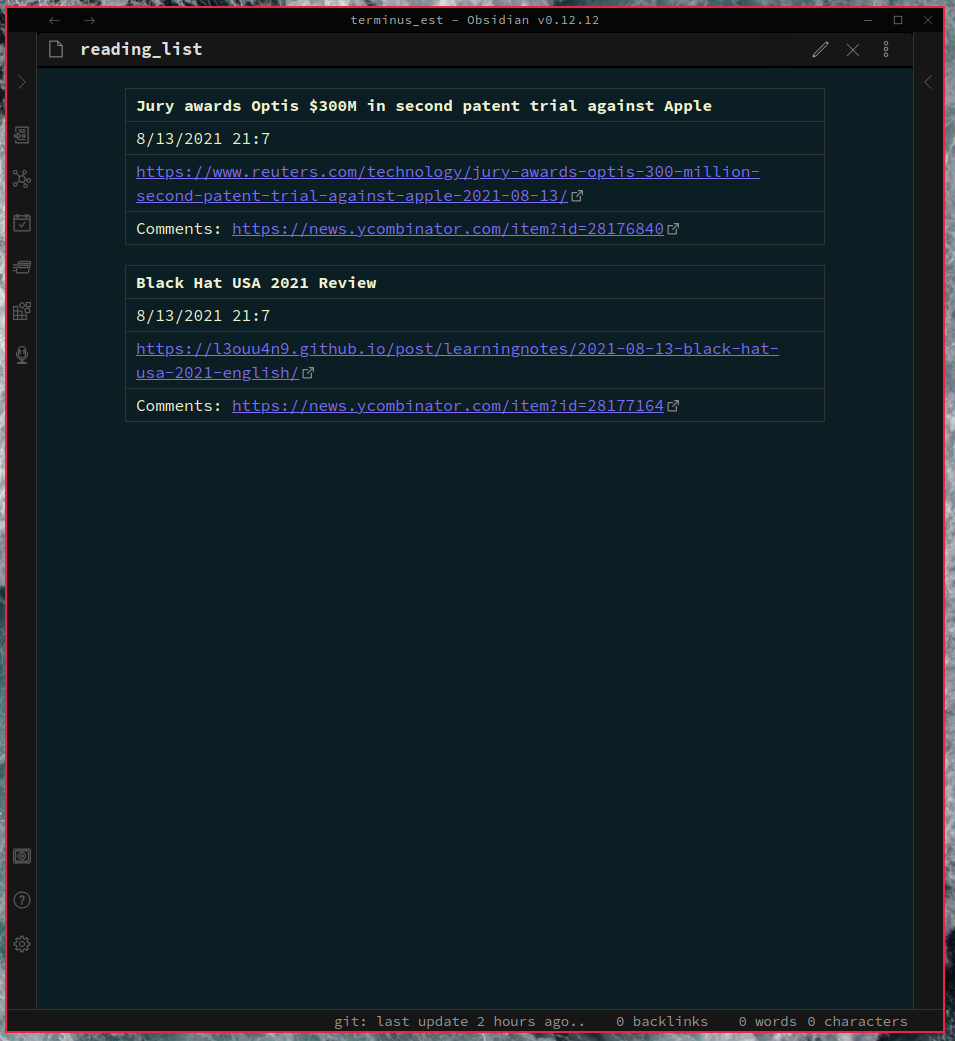 terminus_est - Obsidian v0.12.12
reading_list
Jury awards Optis $300M in second patent trial against Apple
8/13/2021 21:7
https://www.reuters.com/technology/jury-awards-optis-300-million-
second-patent-trial-against-apple-2021-08-13/
Comments: https://news.ycombinator.com/item?id=28176840
Black Hat USA 2021 Review
8/13/2021 21:7
https://l3ouu4n9.github.io/post/learningnotes/2021-08-13-black-hat-
usa-2021-english/
Comments: https://news.ycombinator.com/item?id=28177164
git: last update 2 hours ago.. 0 backlinks 0 words 0 characters